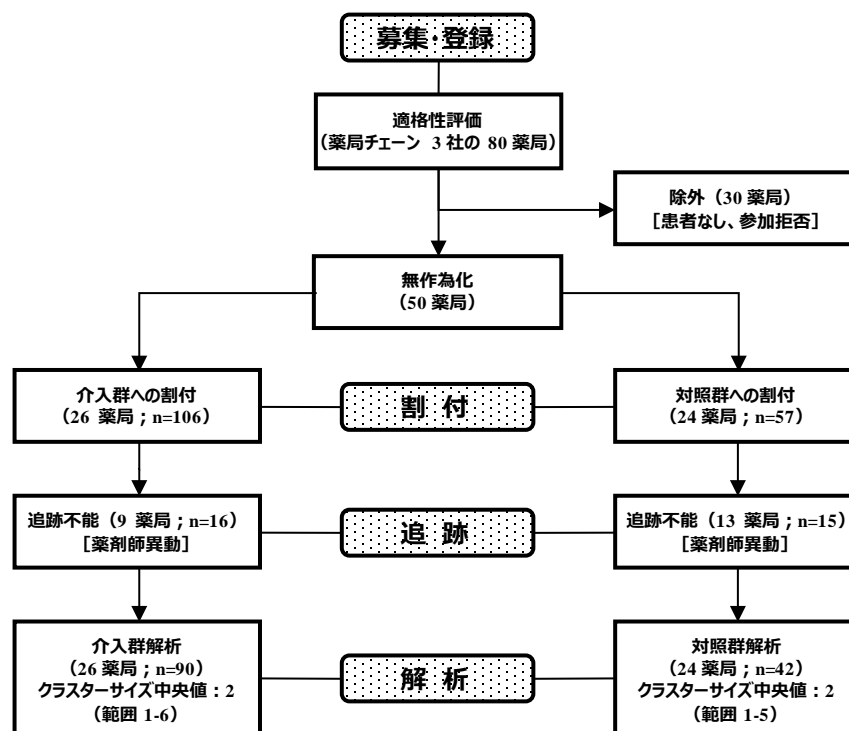 募集･登録
適格性評価
（薬局チェーン 3 社の 80 薬局）
除外（30 薬局）
［患者なし、参加拒否］
無作為化
（50 薬局）
介入群への割付
（26 薬局；n=106）
割 付
対照群への割付
（24 薬局；n=57）
追跡不能（9 薬局；n=16）
［薬剤師異動］
追 跡
追跡不能（13 薬局；n=15）
［薬剤師異動］
介入群解析
（26 薬局；n=90）
クラスターサイズ中央値：2
（範囲 1-6）
解 析
対照群解析
（24 薬局；n=42）
クラスターサイズ中央値：2
（範囲 1-5）